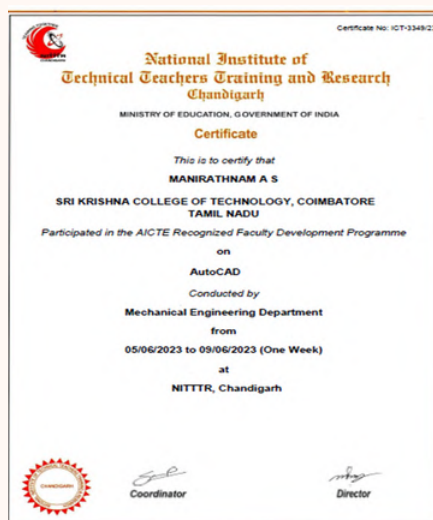 Certificate No: ICT-3349/23
National Institute of
Technical Teachers Training and Research
Chandigarh
MINISTRY OF EDUCATION, GOVERNMENT OF INDIA
Certificate
This is to certify that
MANIRATHNAM A S
SRI KRISHNA COLLEGE OF TECHNOLOGY, COIMBATORE
TAMIL NADU
Participated in the AICTE Recognized Faculty Development Programme
on
AutoCAD
Conducted by
Mechanical Engineering Department
from
05/06/2023 to 09/06/2023 (One Week)
at
NITTTR, Chandigarh
CHANDIGARH
Coordinator
Director